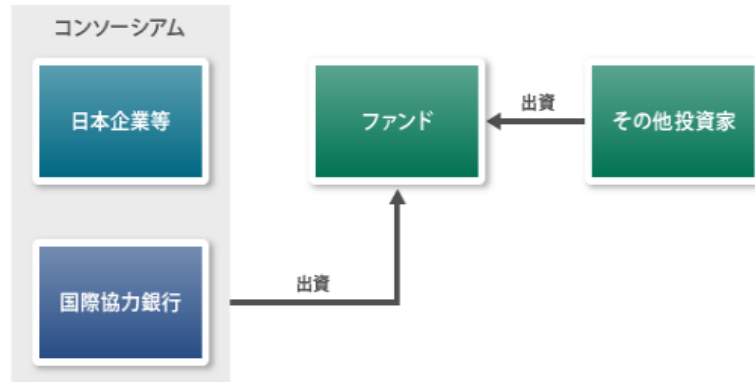 コンソーシアム
日本企業等
ファンド
出資
その他投資家
国際協力銀行
出資